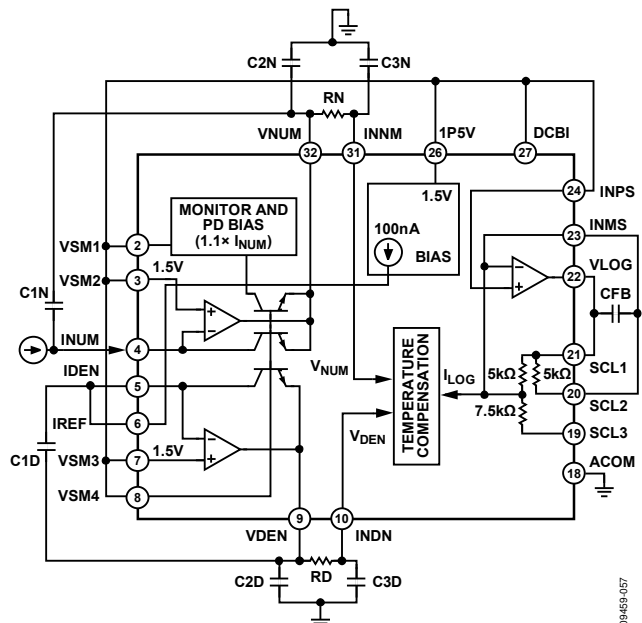 C2N
C3N
RN
VNUM
INNM
1P5V
DCBI
32
31
26
27
INPS
24
MONITOR AND
PD BIAS
(1.1× INUM)
1.5V
100nA
BIAS
INMS
23
VSM1
2
VLOG
22
VSM2
1.5V
3
CFB
C1N
INUM
4
IDEN
5
VNUM
TEMPERATURE
COMPENSATION
ILOG
5kΩ
5kΩ
21
SCL1
20
SCL2
7.5kΩ
IREF
6
VDEN
19
SCL3
1.5V
C1D
VSM3
7
ACOM
18
VSM4
8
9
10
VDEN
INDN
C2D
RD
C3D
09459-057